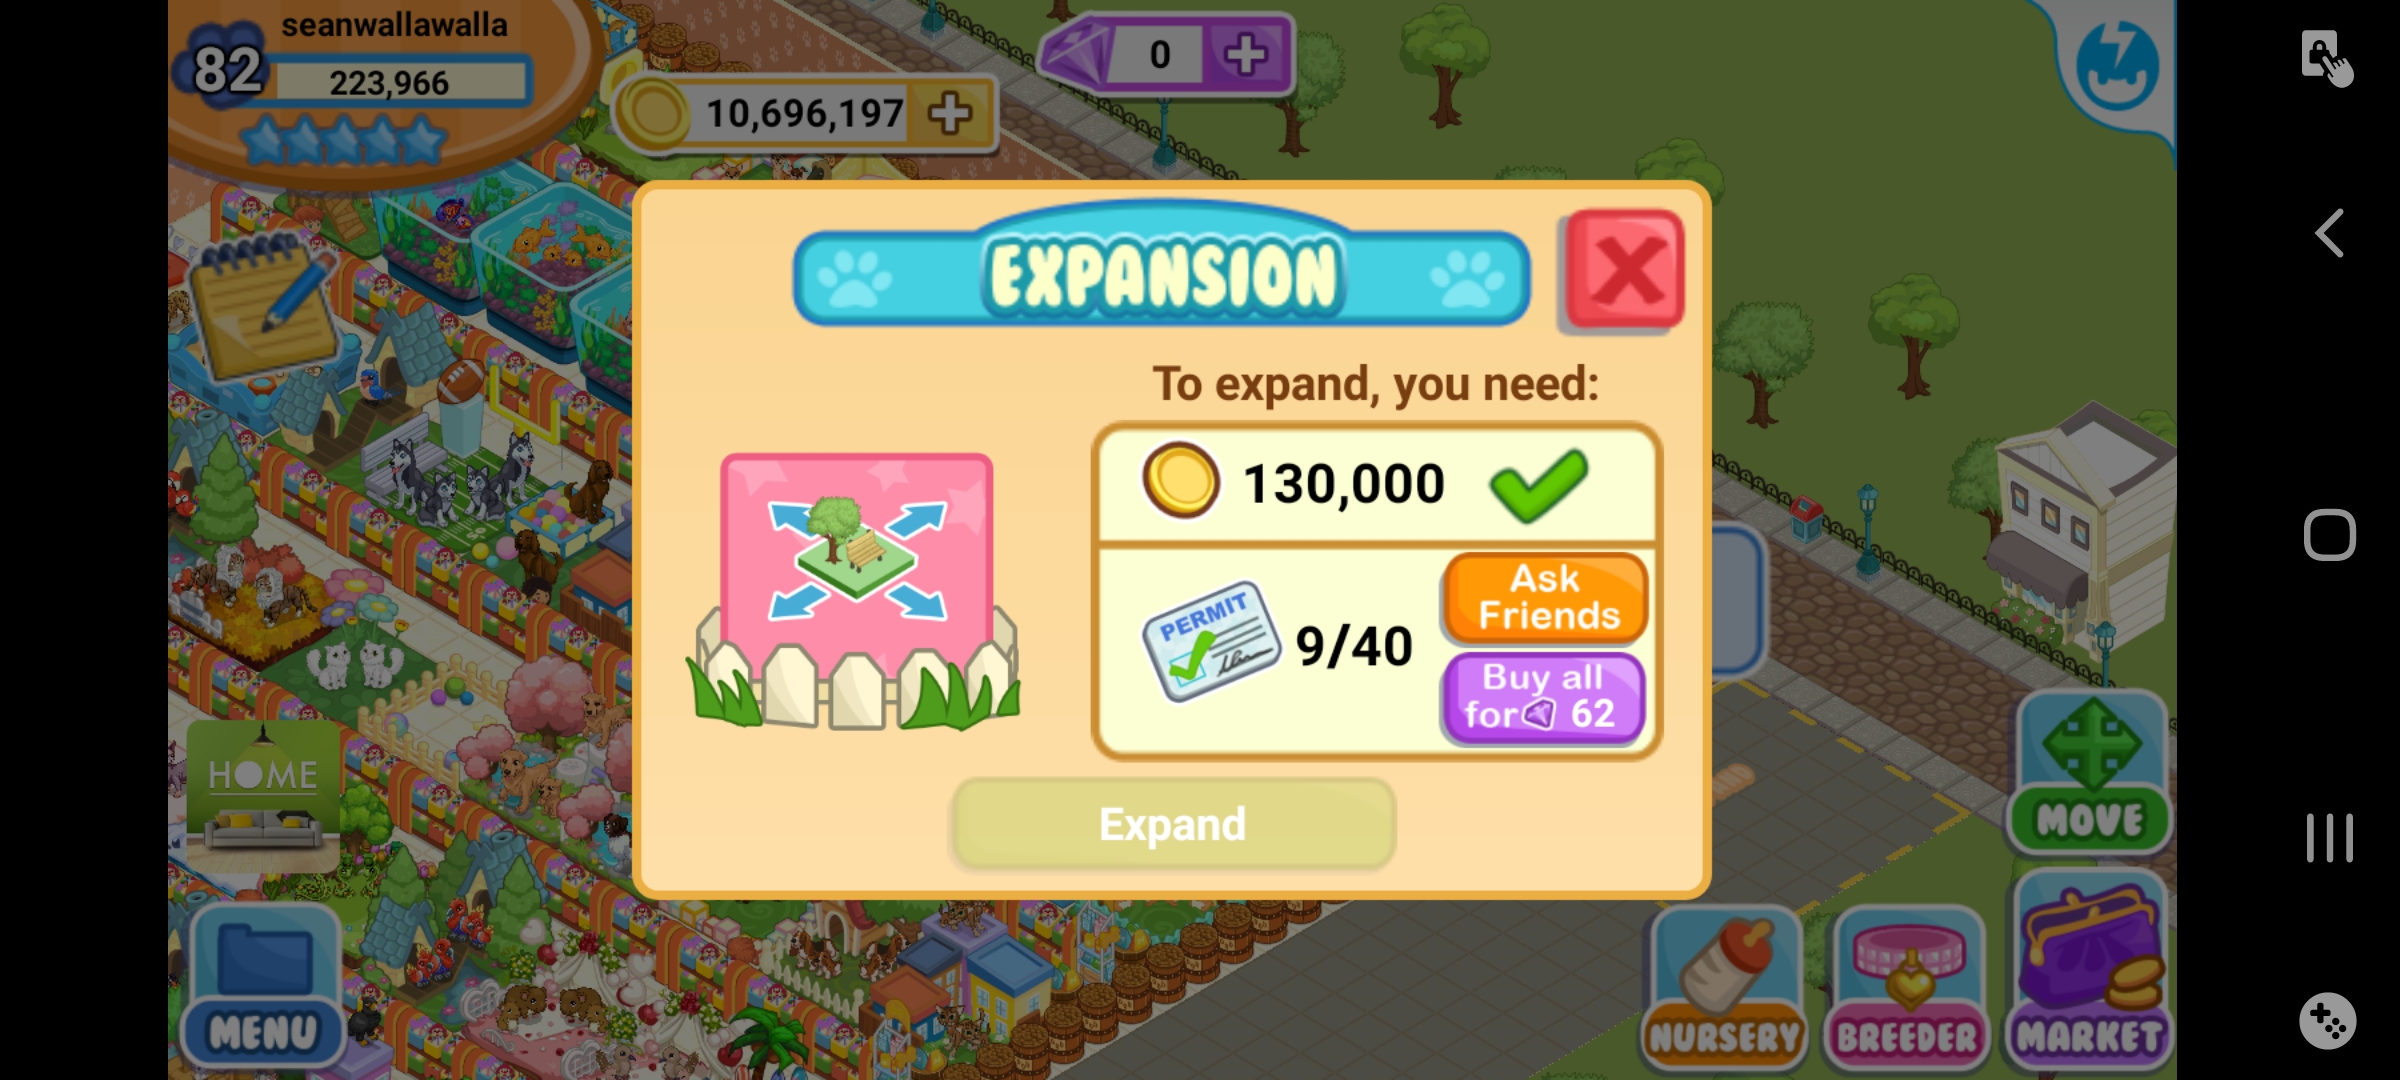 seanwallawalla
82
223,966
10,696,197
0
EXPANSION
To expand, you need:
130,000
PERMIT
9/40
Ask
Friends
Buy all
for 62
Expand
HOME
MENU
MOVE
NURSERY
BREEDER
MARKET